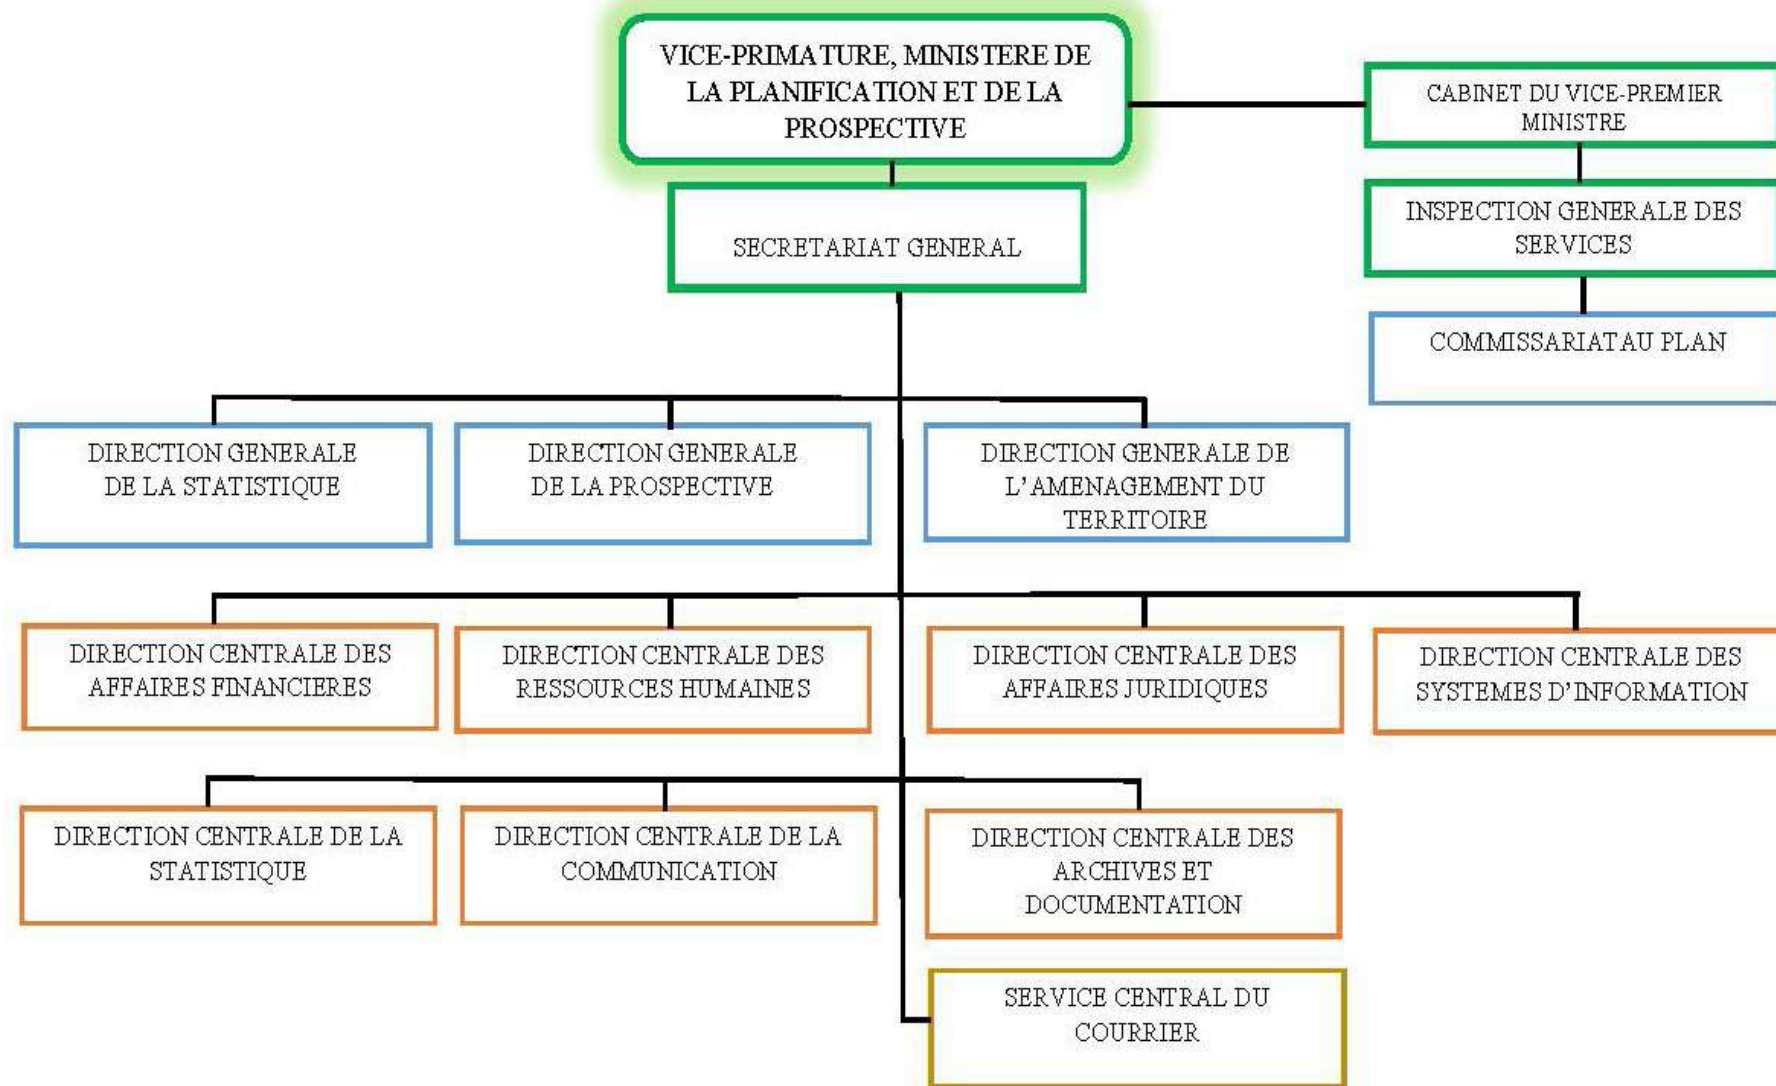 VICE-PRIMATURE, MINISTERE DE
LA PLANIFICATION ET DE LA
PROSPECTIVE
CABINET DU VICE-PREMIER
MINISTRE
SECRETARIAT GENERAL
INSPECTION GENERALE DES
SERVICES
COMMISSARIAT AU PLAN
DIRECTION GENERALE
DE LA STATISTIQUE
DIRECTION GENERALE
DE LA PROSPECTIVE
DIRECTION GENERALE DE
L'AMENAGEMENT DU
TERRITOIRE
DIRECTION CENTRALE DES
AFFAIRES FINANCIERES
DIRECTION CENTRALE DES
RESSOURCES HUMAINES
DIRECTION CENTRALE DES
AFFAIRES JURIDIQUES
DIRECTION CENTRALE DES
SYSTEMES D'INFORMATION
DIRECTION CENTRALE DE LA
STATISTIQUE
DIRECTION CENTRALE DE LA
COMMUNICATION
DIRECTION CENTRALE DES
ARCHIVES ET
DOCUMENTATION
SERVICE CENTRAL DU
COURRIER